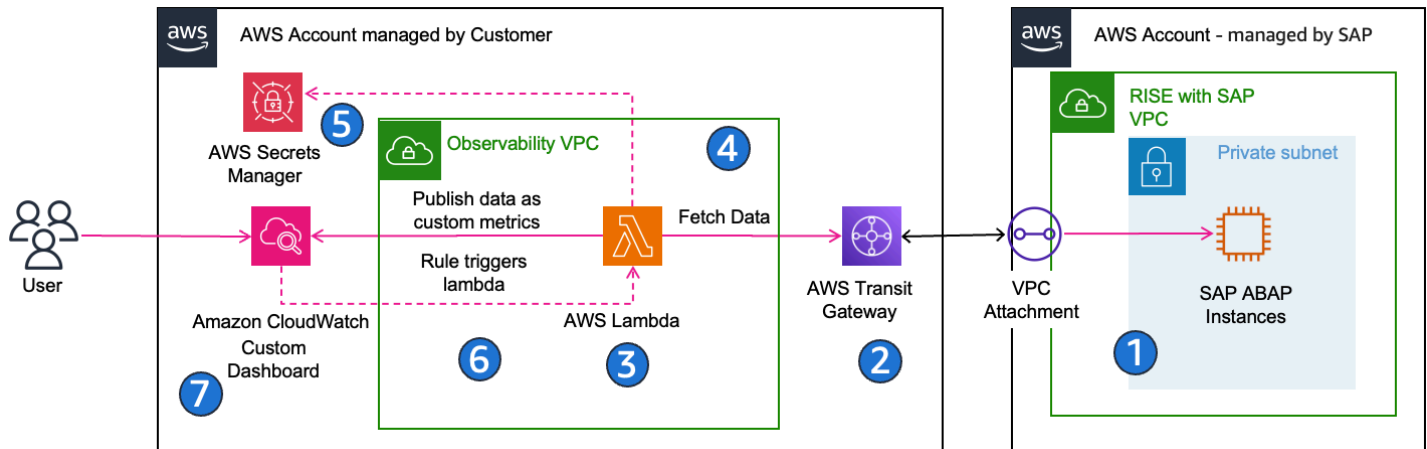 aws
AWS Account managed by Customer
aws
AWS Account - managed by SAP
5
AWS Secrets
Manager
Observability VPC
4
RISE with SAP
VPC
Private subnet
User
Publish data as
custom metrics
Fetch Data
Rule triggers
lambda
Amazon CloudWatch
Custom
Dashboard
7
6
AWS Lambda
3
AWS Transit
Gateway
2
VPC
Attachment
SAP ABAP
Instances
1